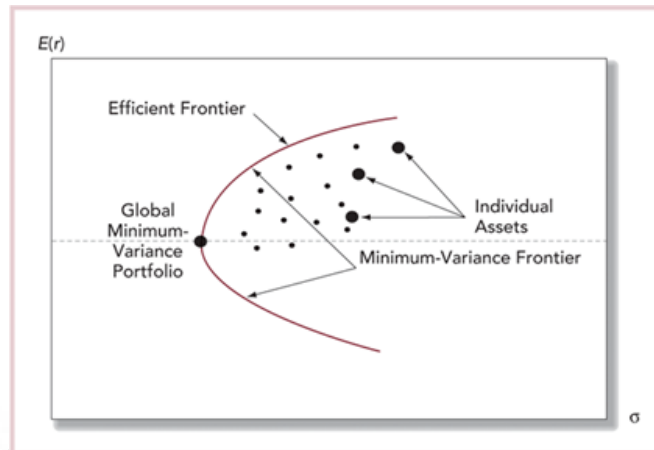 E(r)
Efficient Frontier
Global
Minimum-
Variance
Portfolio
Individual
Assets
Minimum-Variance Frontier
σ